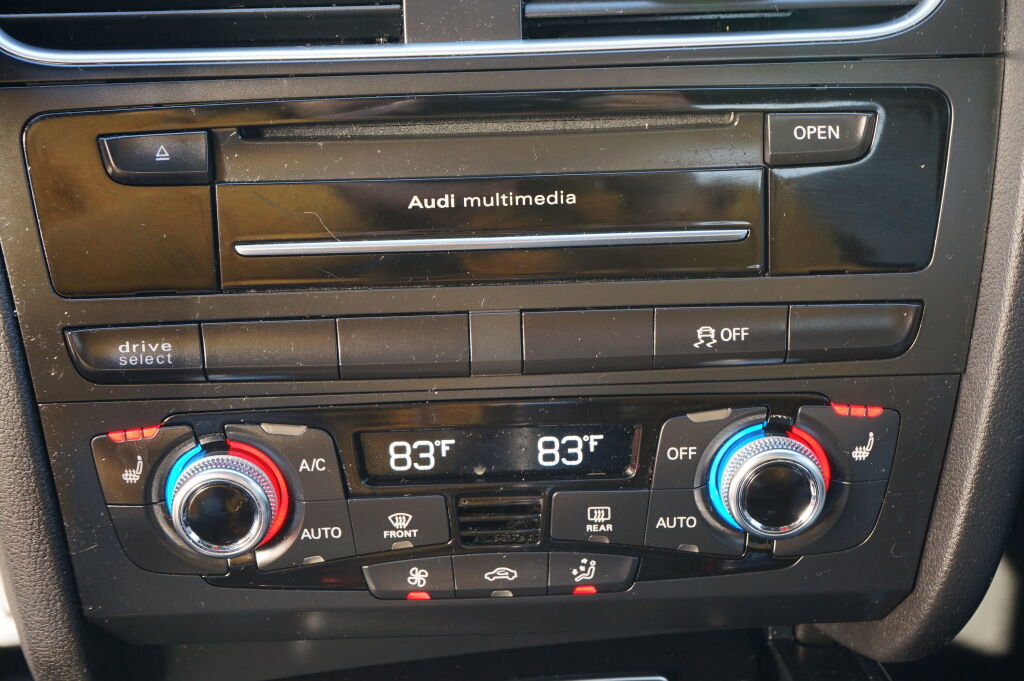 OPEN
Audi multimedia
drive
select
OFF
83°F
83°F
A/C
OFF
AUTO
FRONT
REAR
AUTO